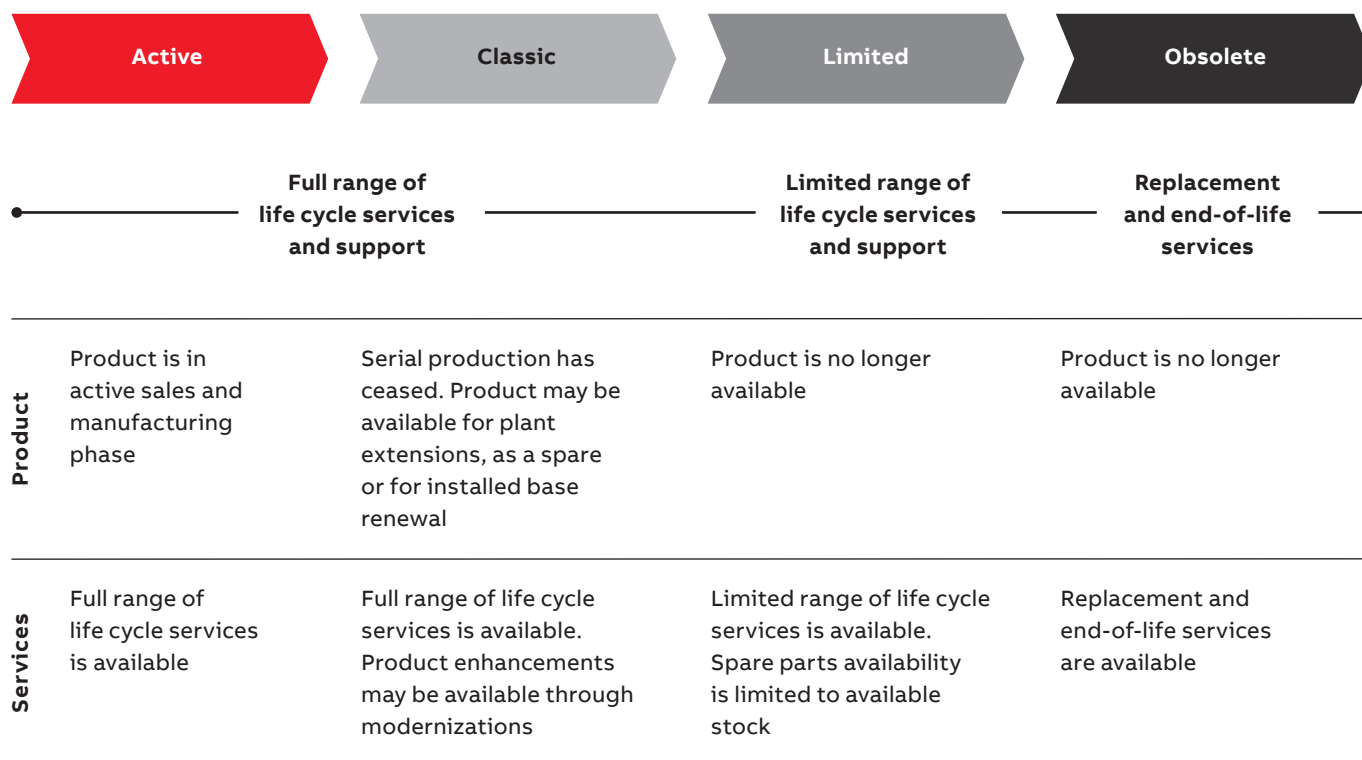 Active
Classic
Limited
Obsolete
Full range of
life cycle services
and support
Limited range of
life cycle services
and support
Replacement
and end-of-life
services
Product
Product is in
active sales and
manufacturing
phase
Serial production has
ceased. Product may be
available for plant
extensions, as a spare
or for installed base
renewal
Product is no longer
available
Product is no longer
available
Services
Full range of
life cycle services
is available
Full range of life cycle
services is available.
Product enhancements
may be available through
modernizations
Limited range of life cycle
services is available.
Spare parts availability
is limited to available
stock
Replacement and
end-of-life services
are available